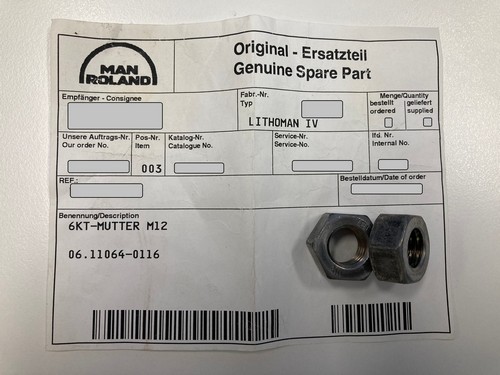 MAN
ROLAND
Original - Ersatzteil
Genuine Spare Part
Empfänger - Consignee
Fabr.-Nr.
Typ
LITHOMAN IV
Menge/Quantity
bestellt geliefert
ordered supplied
Unsere Auftrags-Nr.
Our order No.
Pos-Nr.
Item
003
Katalog-Nr.
Catalogue No.
Service-Nr.
Service-No.
lfd. Nr.
Internal No.
REF.:
Bestelldatum/Date of order
Benennung/Description
6KT-MUTTER M12
06.11064-0116